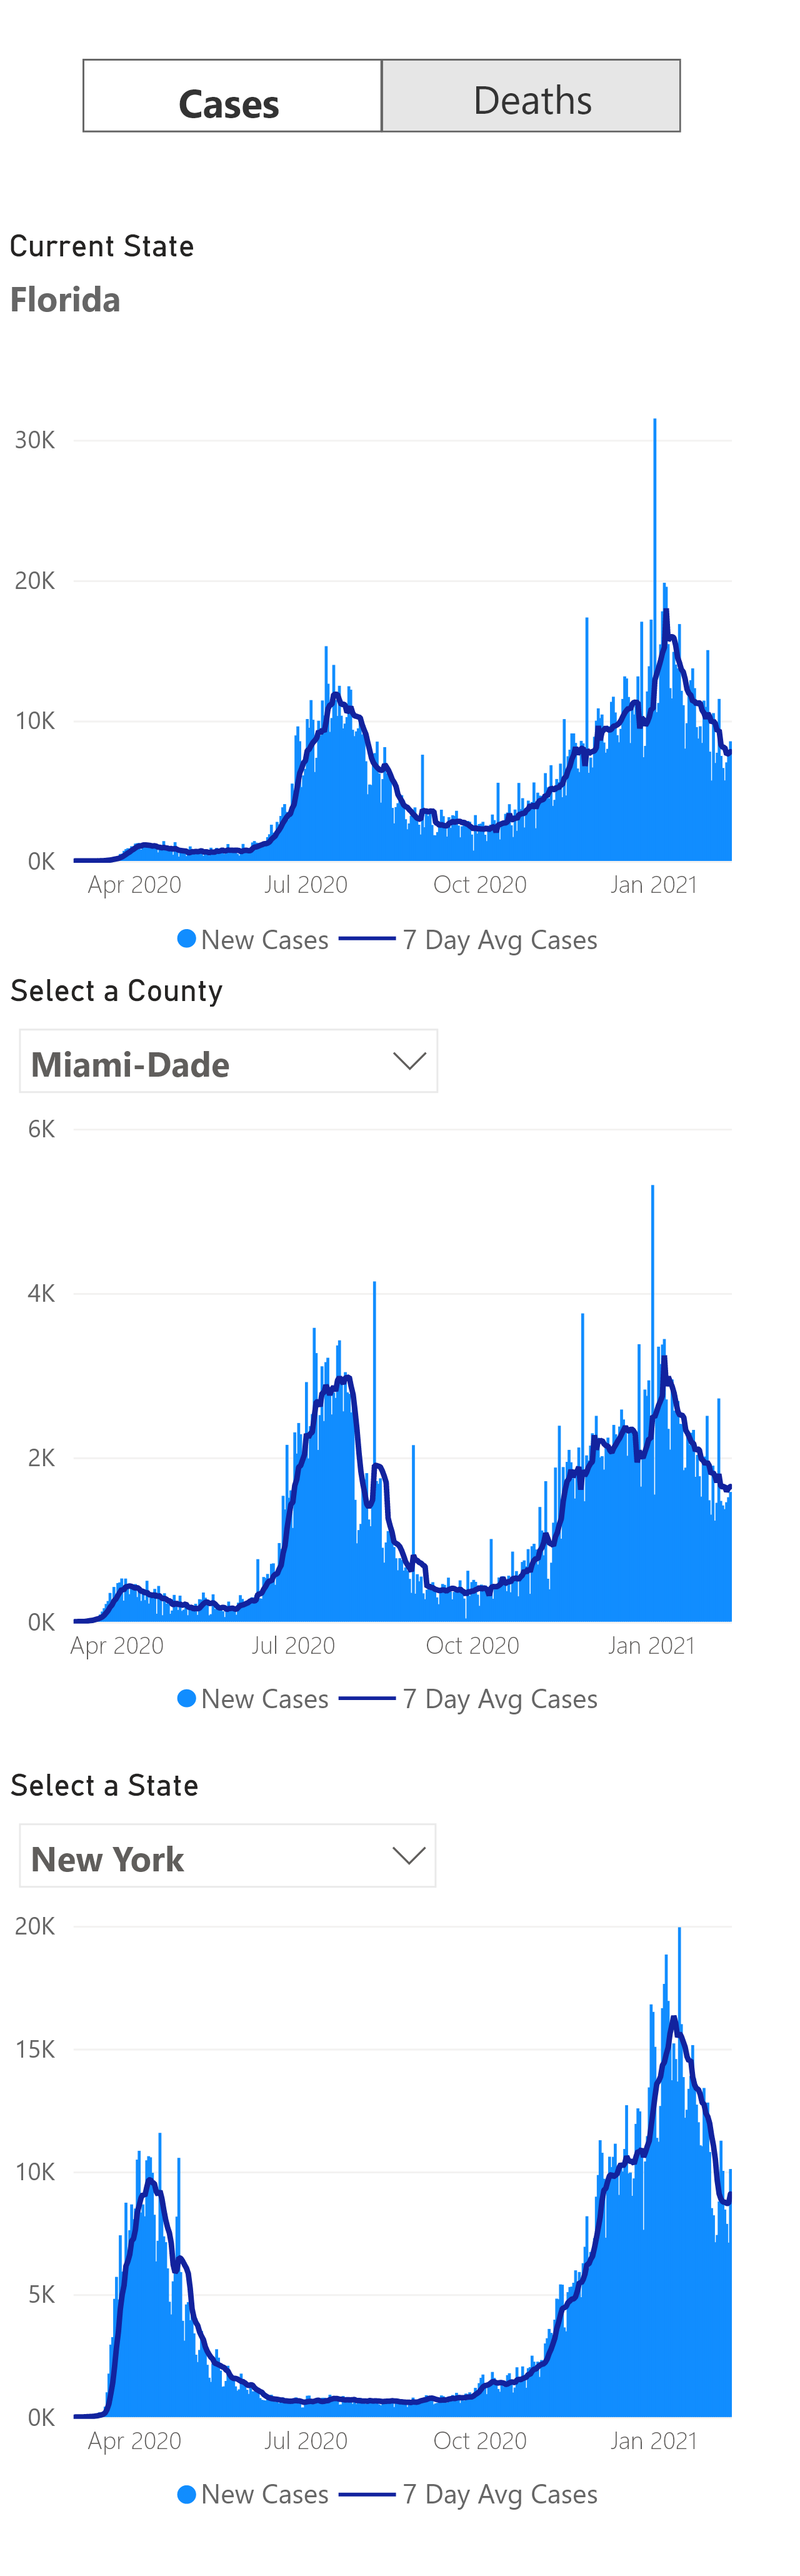 Cases Deaths
Current State
Florida
30K
20K
10K
0K
Apr 2020 Jul 2020 Oct 2020 Jan 2021
New Cases 7 Day Avg Cases
Select a County
Miami-Dade
6K
4K
2K
0K
Apr 2020 Jul 2020 Oct 2020 Jan 2021
New Cases 7 Day Avg Cases
Select a State
New York
20K
15K
10K
5K
0K
Apr 2020 Jul 2020 Oct 2020 Jan 2021
New Cases 7 Day Avg Cases